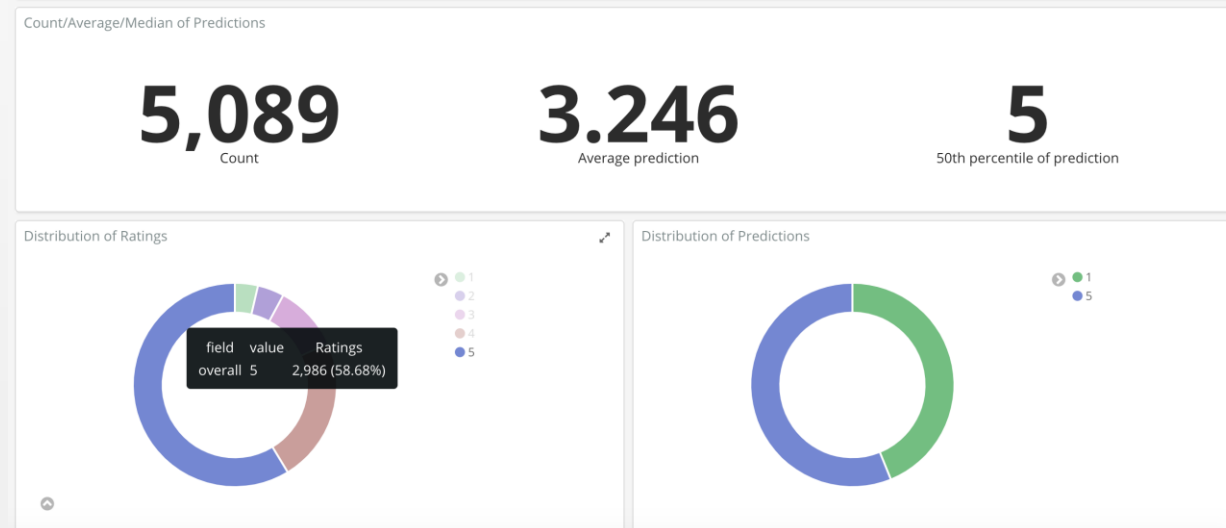 Count/Average/Median of Predictions
5,089
Count
3.246
Average prediction
5
50th percentile of prediction
Distribution of Ratings
1
2
3
4
5
field value Ratings
overall 5 2,986 (58.68%)
Distribution of Predictions
1
5